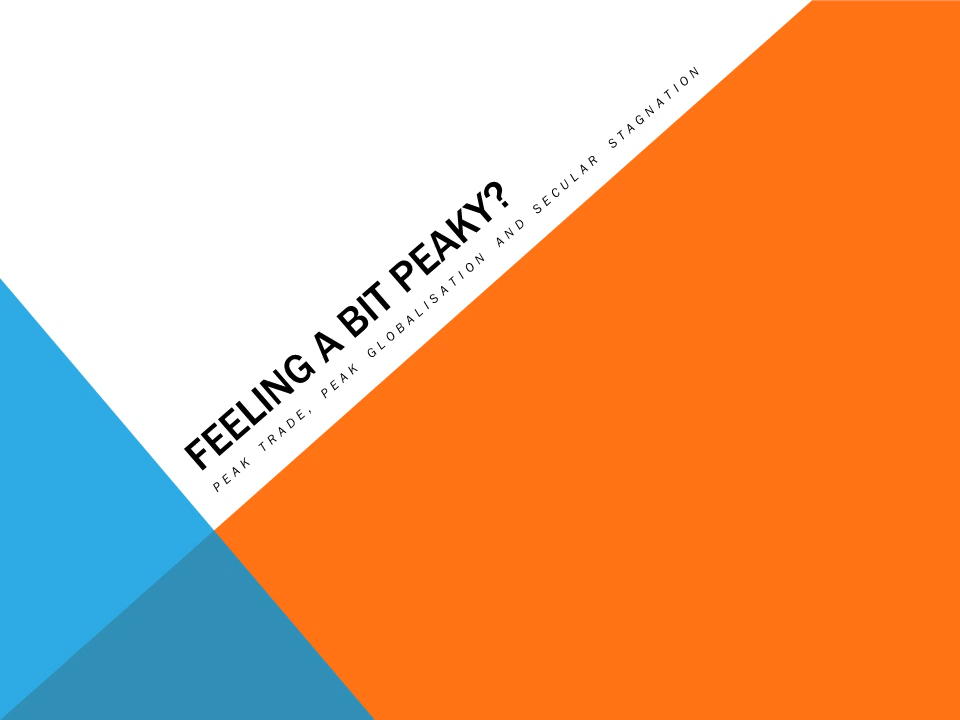 FEELING A BIT PEAKY?
PEAK TRADE, PEAK GLOBALISATION AND SECULAR STAGNATION